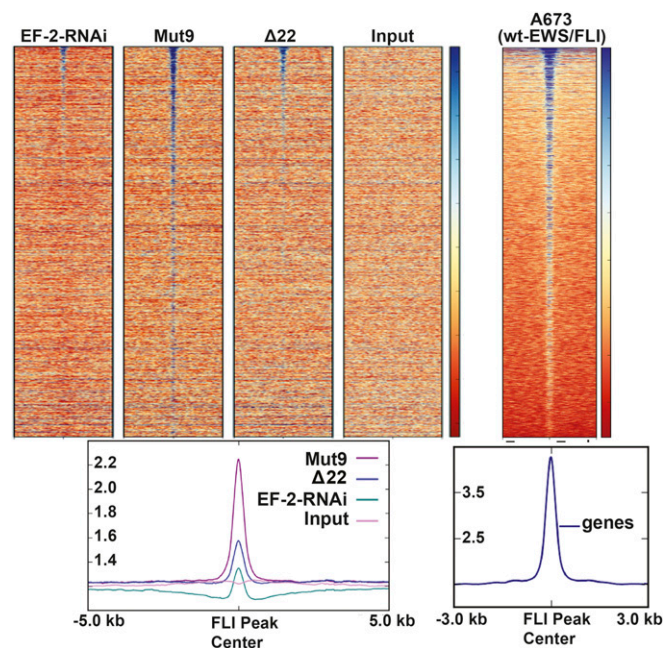 EF-2-RNAi Mut9 Δ22 Input
A673
(wt-EWS/FLI)
2.2
2.0
1.8
1.6
1.4
Mut9
Δ22
EF-2-RNAi
Input
-5.0 kb FLI Peak 5.0 kb
Center
3.5
2.5
genes
-3.0 kb FLI Peak 3.0 kb
Center